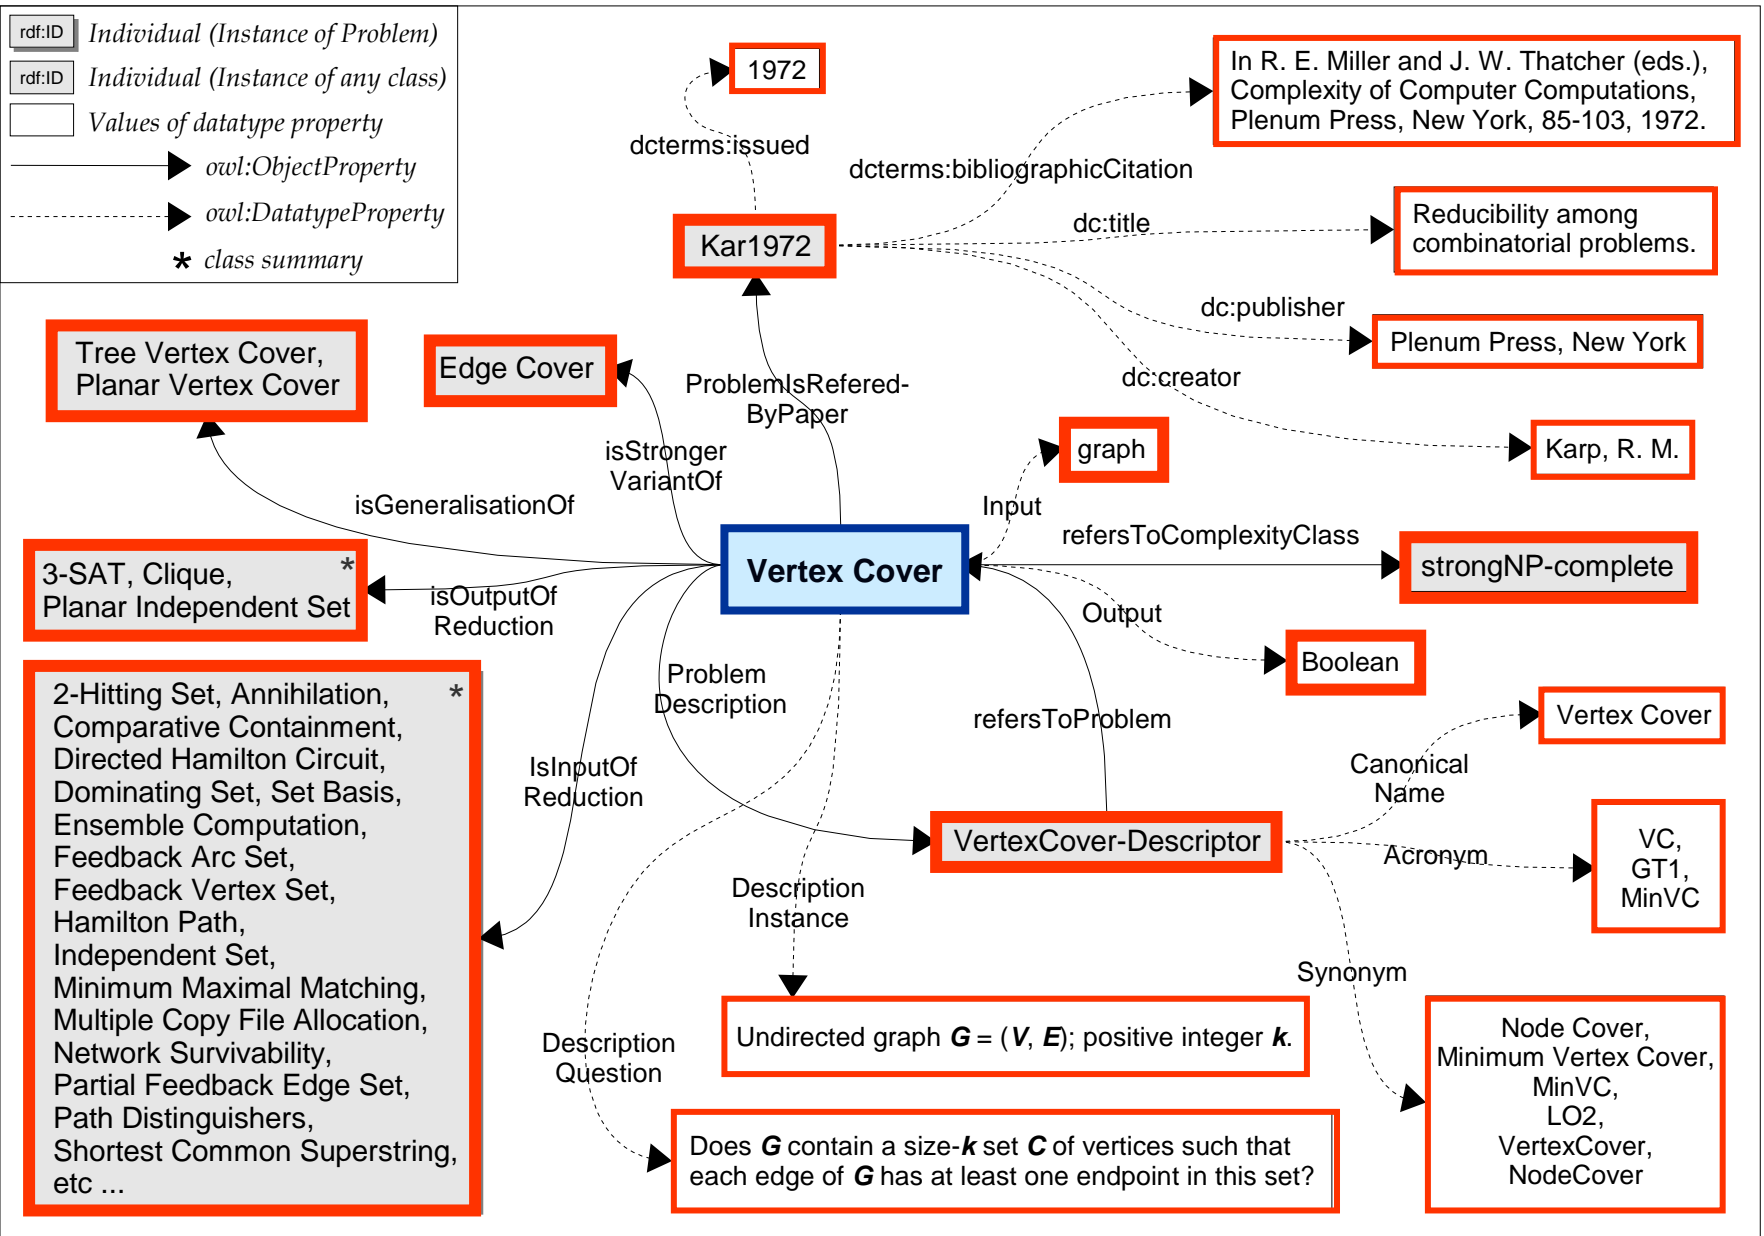 rdf:ID Individual (Instance of Problem)
rdf:ID Individual (Instance of any class)
Values of datatype property
owl:ObjectProperty
owl:DatatypeProperty
* class summary
1972
In R. E. Miller and J. W. Thatcher (eds.),
Complexity of Computer Computations,
Plenum Press, New York, 85-103, 1972.
dcterms:issued
dcterms:bibliographicCitation
Kar1972
dc:title
Reducibility among
combinatorial problems.
dc:publisher
Plenum Press, New York
dc:creator
Karp, R. M.
Tree Vertex Cover,
Planar Vertex Cover
Edge Cover
ProblemIsRefered-
ByPaper
isStronger
VariantOf
isGeneralisationOf
graph
Input
refersToComplexityClass
strongNP-complete
Vertex Cover
3-SAT, Clique, *
Planar Independent Set
isOutputOf
Reduction
Output
Boolean
Problem
Description
refersToProblem
Vertex Cover
Canonical
Name
2-Hitting Set, Annihilation, *
Comparative Containment,
Directed Hamilton Circuit,
Dominating Set, Set Basis,
Ensemble Computation,
Feedback Arc Set,
Feedback Vertex Set,
Hamilton Path,
Independent Set,
Minimum Maximal Matching,
Multiple Copy File Allocation,
Network Survivability,
Partial Feedback Edge Set,
Path Distinguishers,
Shortest Common Superstring,
etc ...
IsInputOf
Reduction
VertexCover-Descriptor
Acronym
VC,
GT1,
MinVC
Description
Instance
Synonym
Undirected graph G = (V, E); positive integer k.
Node Cover,
Minimum Vertex Cover,
MinVC,
LO2,
VertexCover,
NodeCover
Description
Question
Does G contain a size-k set C of vertices such that
each edge of G has at least one endpoint in this set?